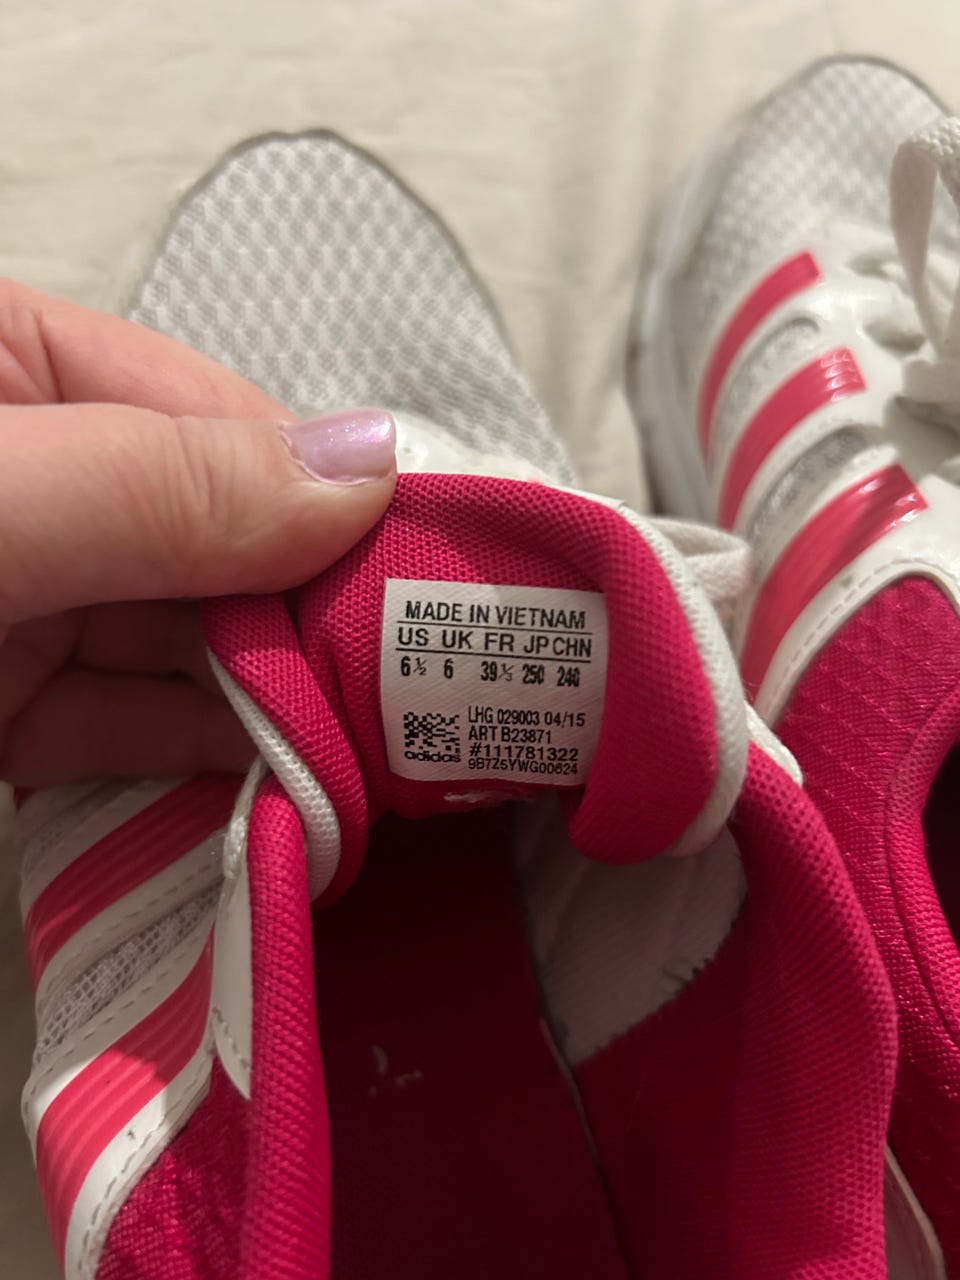 MADE IN VIETNAM
US UK FR JP CHN
6½ 6 39⅓ 250 240
LHG 029003 04/15
ART B23871
#111781322
9B7Z5YWG00624
adidas